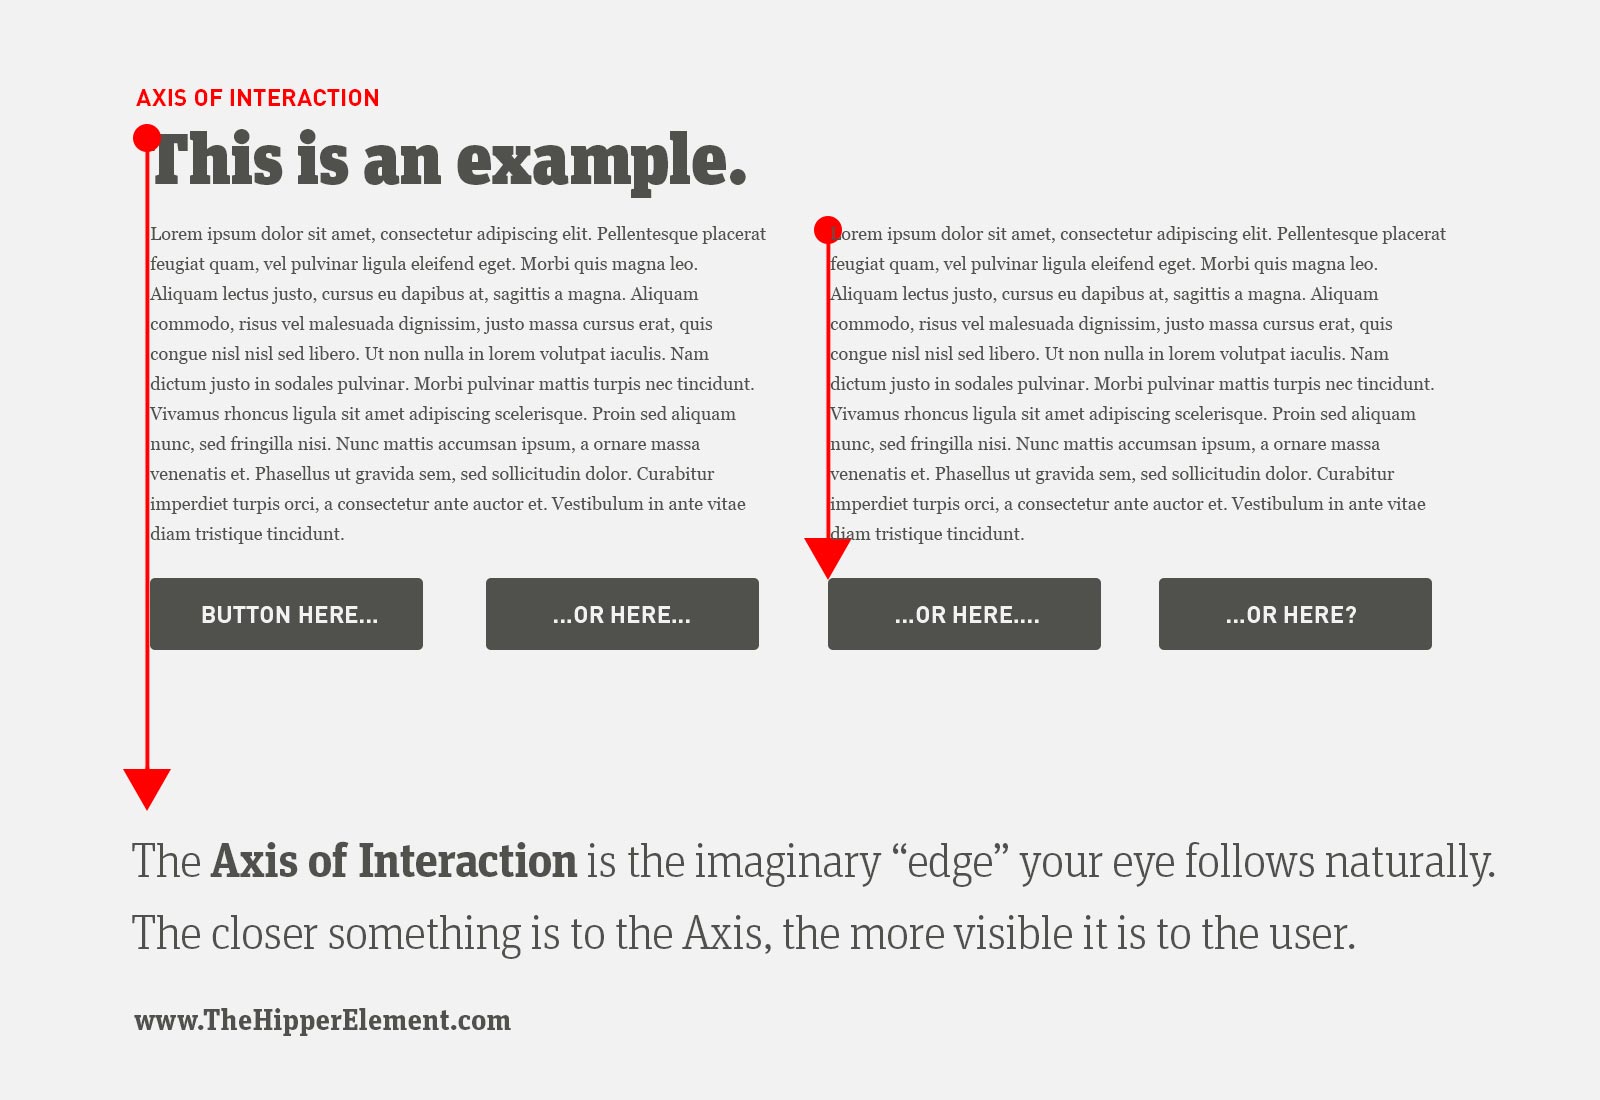 AXIS OF INTERACTION
This is an example.
Lorem ipsum dolor sit amet, consectetur adipiscing elit. Pellentesque placerat
feugiat quam, vel pulvinar ligula eleifend eget. Morbi quis magna leo.
Aliquam lectus justo, cursus eu dapibus at, sagittis a magna. Aliquam
commodo, risus vel malesuada dignissim, justo massa cursus erat, quis
congue nisl nisl sed libero. Ut non nulla in lorem volutpat iaculis. Nam
dictum justo in sodales pulvinar. Morbi pulvinar mattis turpis nec tincidunt.
Vivamus rhoncus ligula sit amet adipiscing scelerisque. Proin sed aliquam
nunc, sed fringilla nisi. Nunc mattis accumsan ipsum, a ornare massa
venenatis et. Phasellus ut gravida sem, sed sollicitudin dolor. Curabitur
imperdiet turpis orci, a consectetur ante auctor et. Vestibulum in ante vitae
diam tristique tincidunt.
Lorem ipsum dolor sit amet, consectetur adipiscing elit. Pellentesque placerat
feugiat quam, vel pulvinar ligula eleifend eget. Morbi quis magna leo.
Aliquam lectus justo, cursus eu dapibus at, sagittis a magna. Aliquam
commodo, risus vel malesuada dignissim, justo massa cursus erat, quis
congue nisl nisl sed libero. Ut non nulla in lorem volutpat iaculis. Nam
dictum justo in sodales pulvinar. Morbi pulvinar mattis turpis nec tincidunt.
Vivamus rhoncus ligula sit amet adipiscing scelerisque. Proin sed aliquam
nunc, sed fringilla nisi. Nunc mattis accumsan ipsum, a ornare massa
venenatis et. Phasellus ut gravida sem, sed sollicitudin dolor. Curabitur
imperdiet turpis orci, a consectetur ante auctor et. Vestibulum in ante vitae
diam tristique tincidunt.
BUTTON HERE...
...OR HERE...
...OR HERE....
...OR HERE?
The Axis of Interaction is the imaginary “edge” your eye follows naturally.
The closer something is to the Axis, the more visible it is to the user.
www.TheHipperElement.com